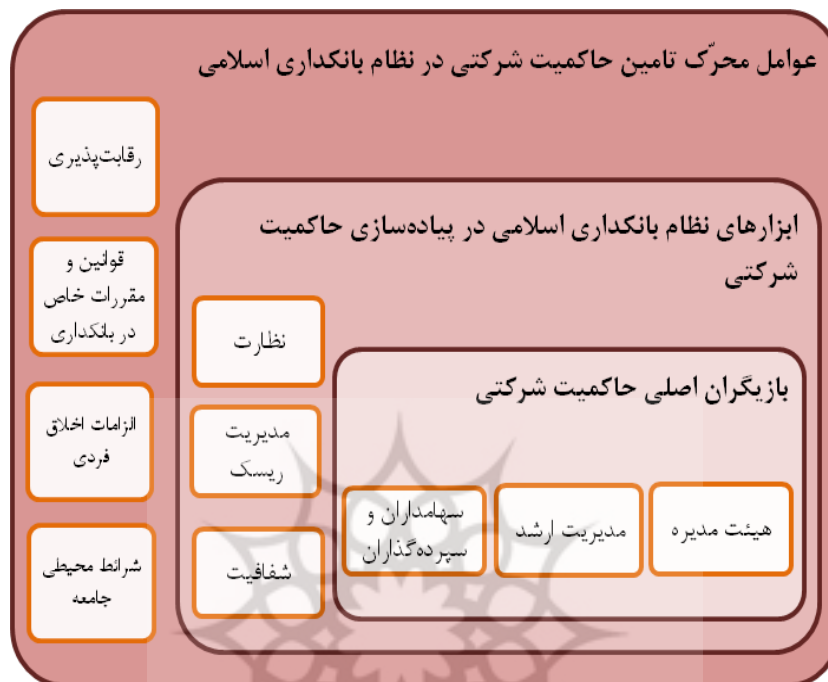 عوامل محرّک تامین حاکمیت شرکتی در نظام بانکداری اسلامی
رقابت‌پذیری
قوانین و
مقررات خاص
در بانکداری
الزامات اخلاق
فردی
شرائط محیطی
جامعه
ابزارهای نظام بانکداری اسلامی در پیاده‌سازی حاکمیت
شرکتی
نظارت
مدیریت
ریسک
شفافیت
بازیگران اصلی حاکمیت شرکتی
هیئت مدیره
مدیریت ارشد
سهامداران و
سپرده‌گذاران